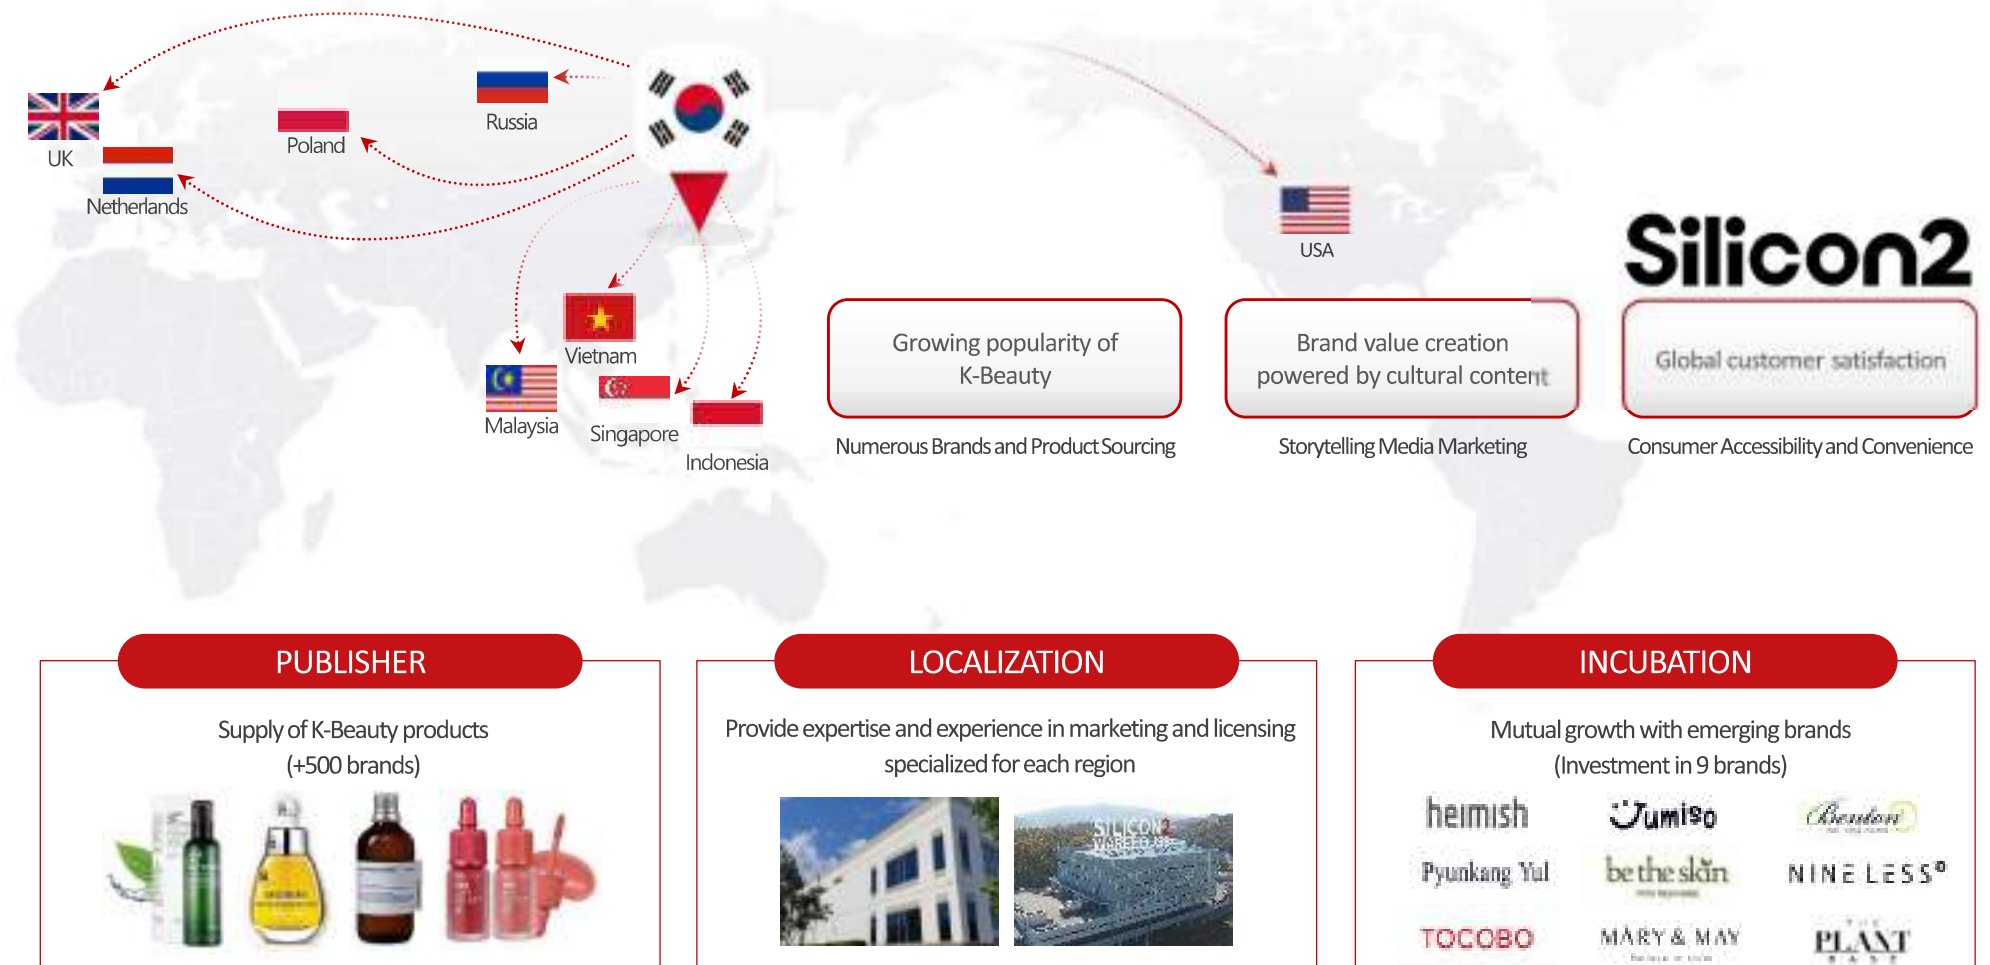 UK
Netherlands
Poland
Russia
Vietnam
Malaysia
Singapore
Indonesia
USA
Silicon2
Growing popularity of
K-Beauty
Numerous Brands and Product Sourcing
Brand value creation
powered by cultural content
Storytelling Media Marketing
Global customer satisfaction
Consumer Accessibility and Convenience
PUBLISHER
Supply of K-Beauty products
(+500 brands)
LOCALIZATION
Provide expertise and experience in marketing and licensing
specialized for each region
SILICON2
INCUBATION
Mutual growth with emerging brands
(Investment in 9 brands)
heimish
Jumiso
Benton
Pyunkang Yul
be the skin
NINELESS
TOCOBO
MARY & MAY
THE
PLANT
BASE